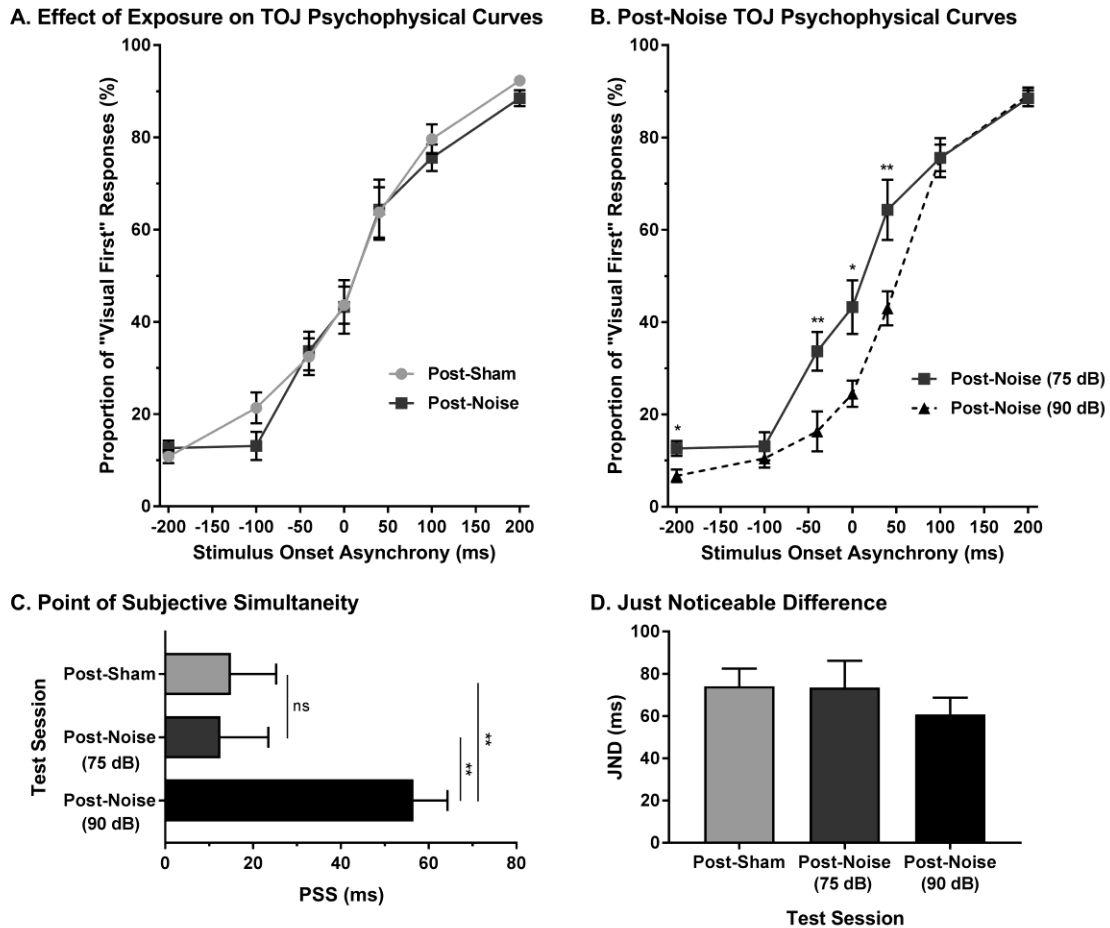 A. Effect of Exposure on TOJ Psychophysical Curves
Proportion of "Visual First" Responses (%)
100
80
60
40
20
0
-200 -150 -100 -50 0 50 100 150 200
Stimulus Onset Asynchrony (ms)
Post-Sham
Post-Noise
B. Post-Noise TOJ Psychophysical Curves
Proportion of "Visual First" Responses (%)
100
80
60
40
20
0
-200 -150 -100 -50 0 50 100 150 200
Stimulus Onset Asynchrony (ms)
*
**
*
**
Post-Noise (75 dB)
Post-Noise (90 dB)
C. Point of Subjective Simultaneity
Test Session
Post-Sham
Post-Noise
(75 dB)
Post-Noise
(90 dB)
ns
**
**
0 20 40 60 80
PSS (ms)
D. Just Noticeable Difference
JND (ms)
100
80
60
40
20
0
Post-Sham
Post-Noise
(75 dB)
Post-Noise
(90 dB)
Test Session